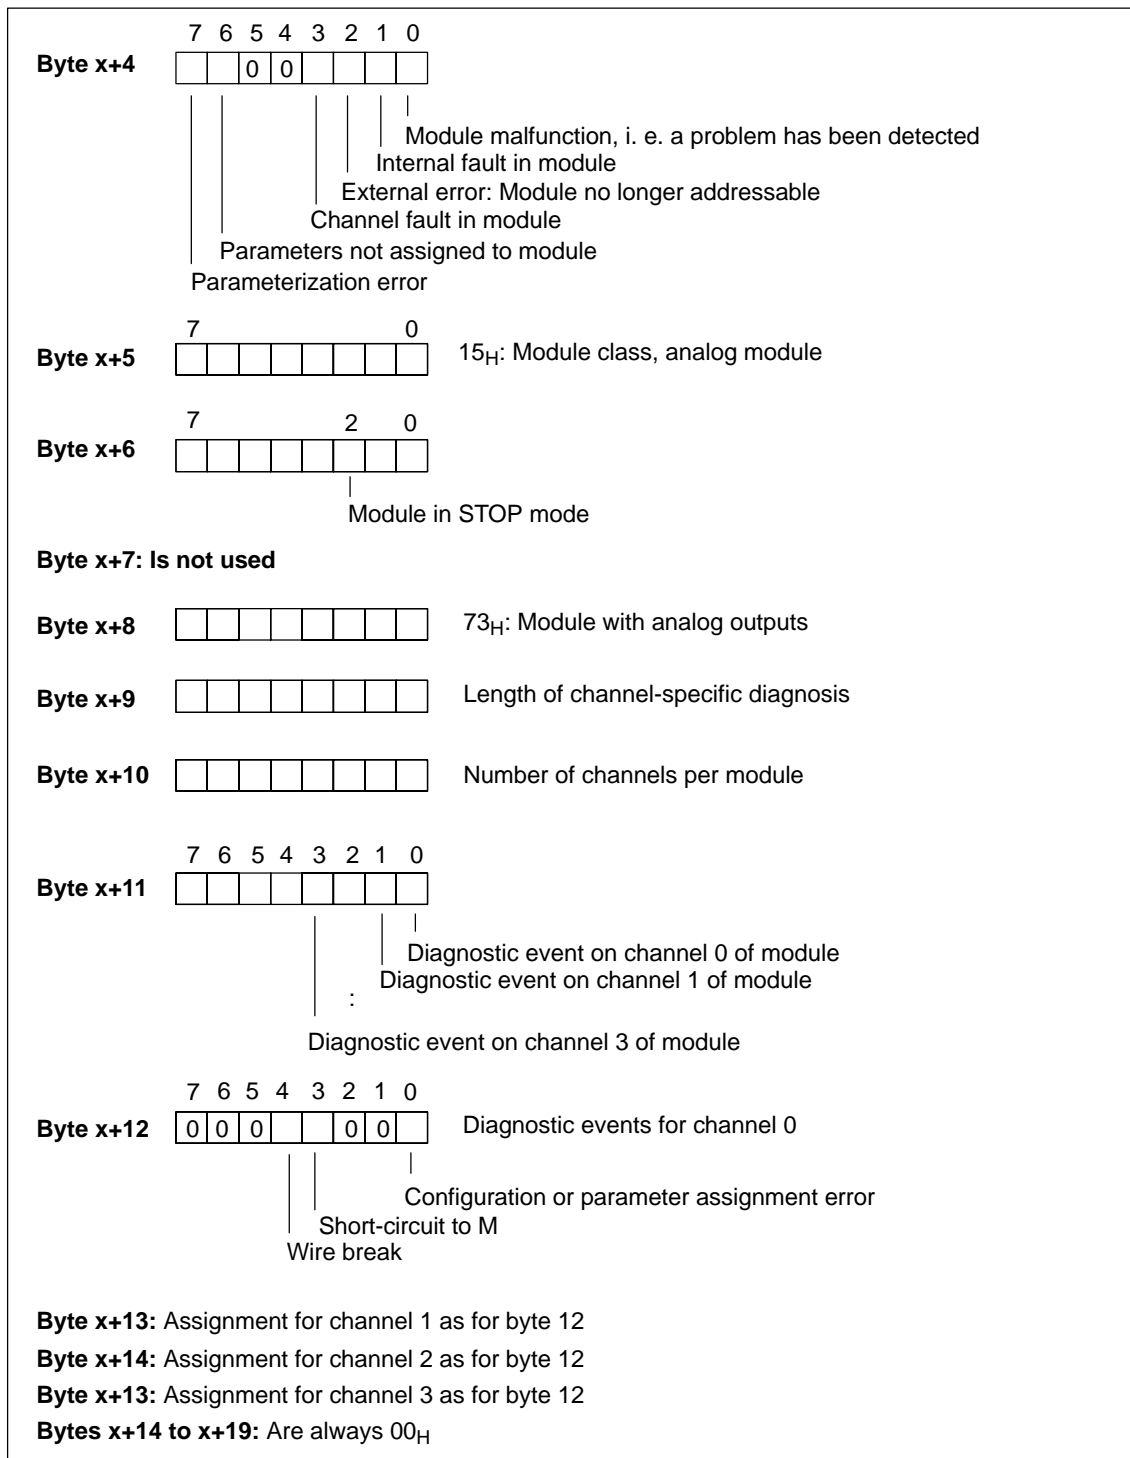 7 6 5 4 3 2 1 0
Byte x+4 0 0
Module malfunction, i. e. a problem has been detected
Internal fault in module
External error: Module no longer addressable
Channel fault in module
Parameters not assigned to module
Parameterization error
7 0
Byte x+5 15H: Module class, analog module
7 2 0
Byte x+6
Module in STOP mode
Byte x+7: Is not used
Byte x+8 73H: Module with analog outputs
Byte x+9 Length of channel-specific diagnosis
Byte x+10 Number of channels per module
7 6 5 4 3 2 1 0
Byte x+11
Diagnostic event on channel 0 of module
Diagnostic event on channel 1 of module
:
Diagnostic event on channel 3 of module
7 6 5 4 3 2 1 0
Byte x+12 0 0 0 0 0 Diagnostic events for channel 0
Configuration or parameter assignment error
Short-circuit to M
Wire break
Byte x+13: Assignment for channel 1 as for byte 12
Byte x+14: Assignment for channel 2 as for byte 12
Byte x+13: Assignment for channel 3 as for byte 12
Bytes x+14 to x+19: Are always 00H